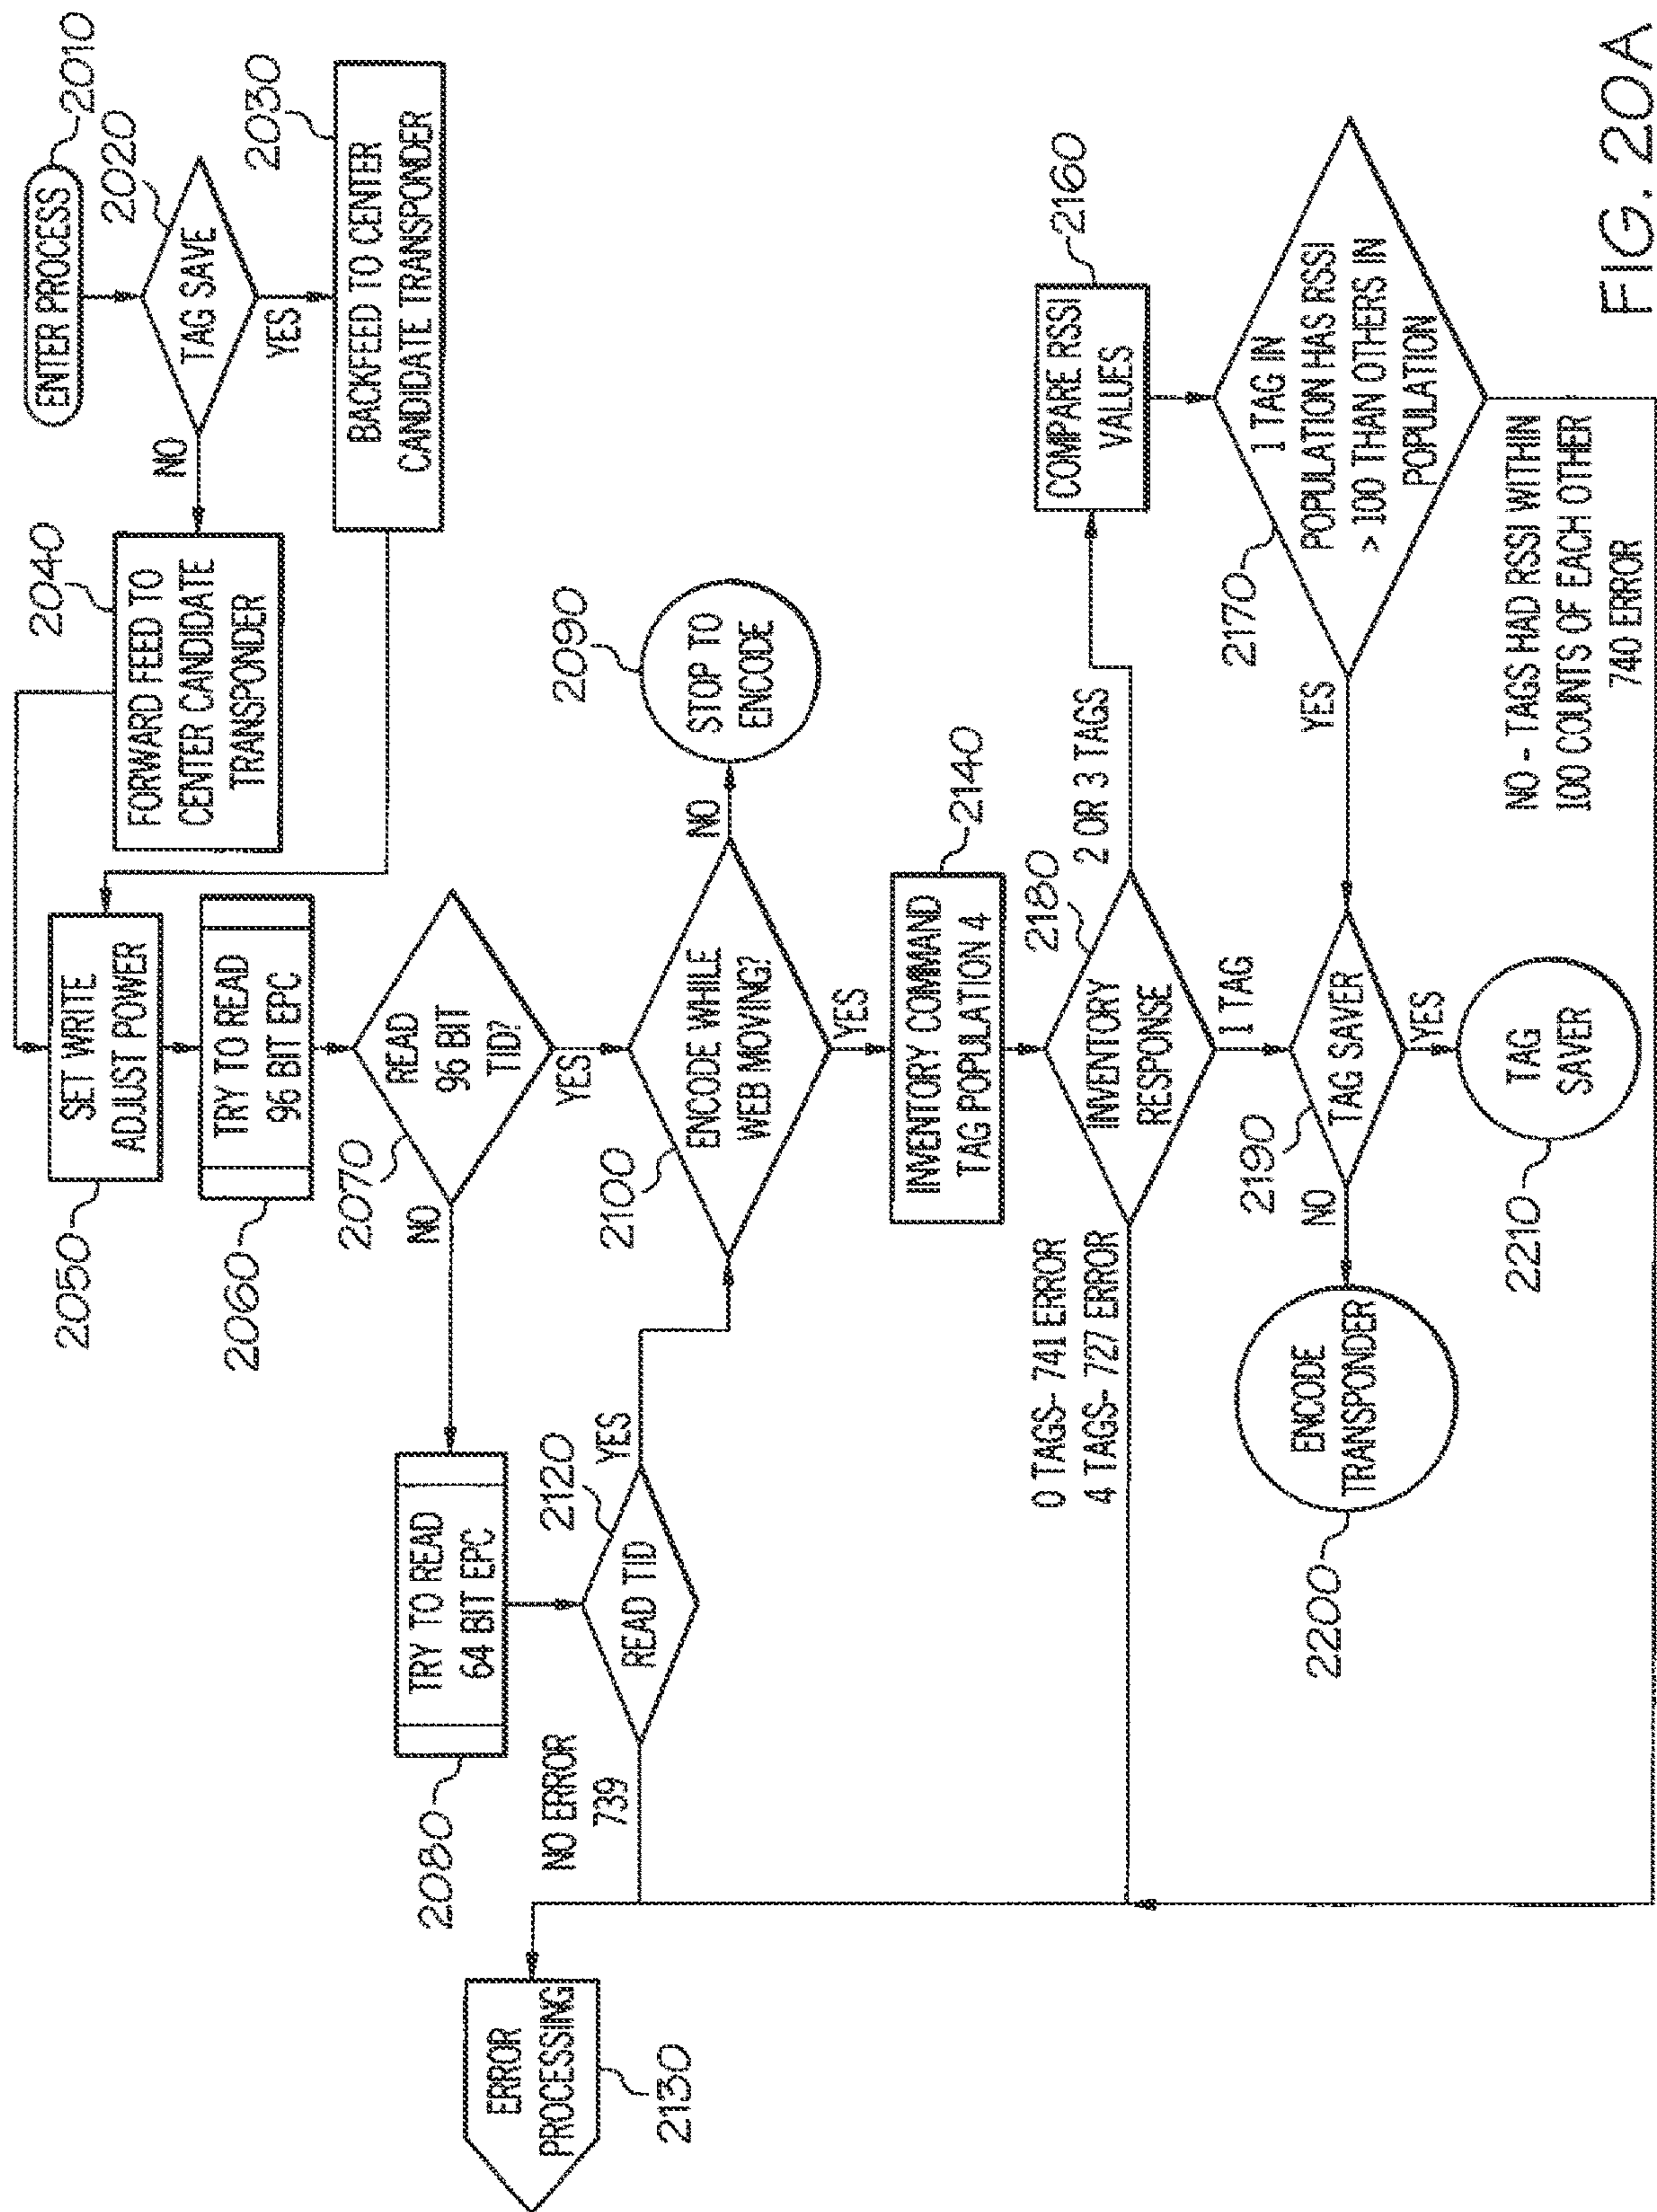 ENTER PROCESS
2010
TAG SAVE
2020
YES
NO
BACKFEED TO CENTER
CANDIDATE TRANSPONDER
2030
2040
FORWARD FEED TO
CENTER CANDIDATE
TRANSPONDER
SET WRITE
ADJUST POWER
2050
TRY TO READ
96 BIT EPC
2060
READ
96 BIT
TID?
2070
NO
YES
TRY TO READ
64 BIT EPC
2080
READ TID
2120
YES
NO ERROR
739
ERROR
PROCESSING
2130
ENCODE WHILE
WEB MOVING?
2100
NO
YES
STOP TO
ENCODE
2090
INVENTORY COMMAND
TAG POPULATION 4
2140
INVENTORY
RESPONSE
2180
2 OR 3 TAGS
1 TAG
0 TAGS- 741 ERROR
4 TAGS- 727 ERROR
COMPARE RSSI
VALUES
2160
1 TAG IN
POPULATION HAS RSSI
> 100 THAN OTHERS IN
POPULATION
2170
YES
NO - TAGS HAD RSSI WITHIN
100 COUNTS OF EACH OTHER
740 ERROR
TAG SAVER
2190
NO
YES
ENCODE
TRANSPONDER
2200
TAG
SAVER
2210
FIG. 20A